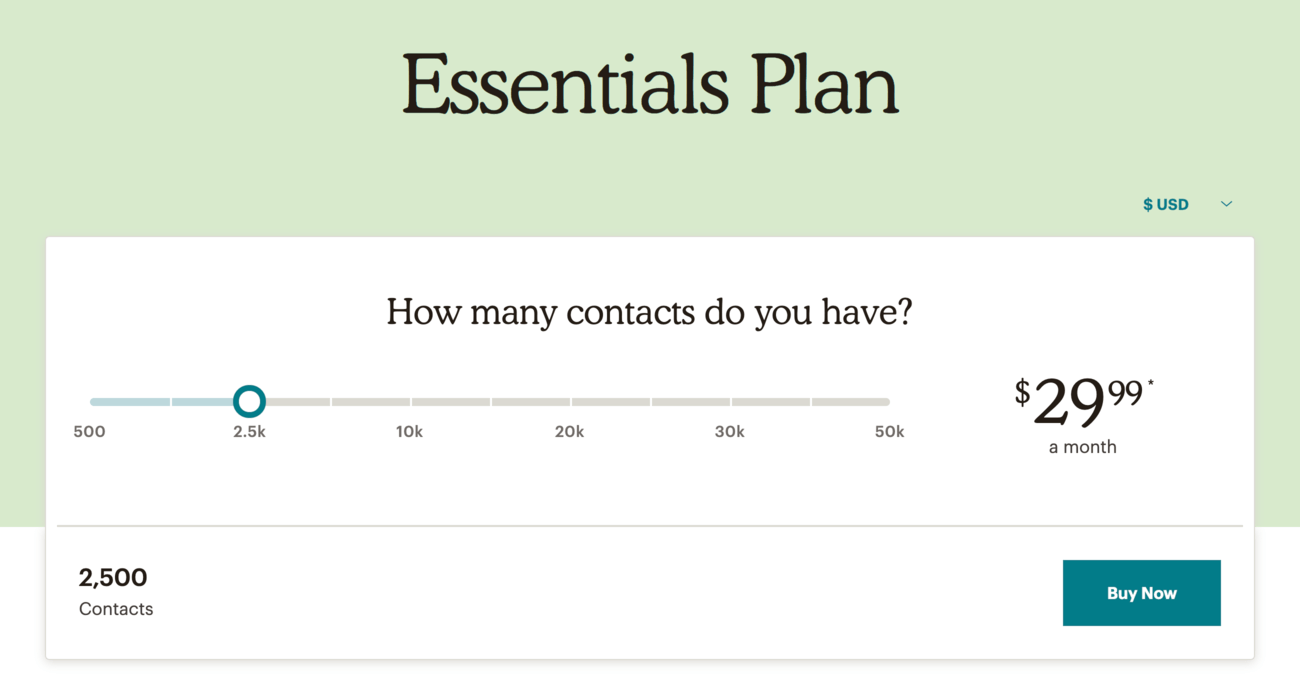 Essentials Plan
$ USD
How many contacts do you have?
500 2.5k 10k 20k 30k 50k
$29.99*
a month
2,500
Contacts
Buy Now